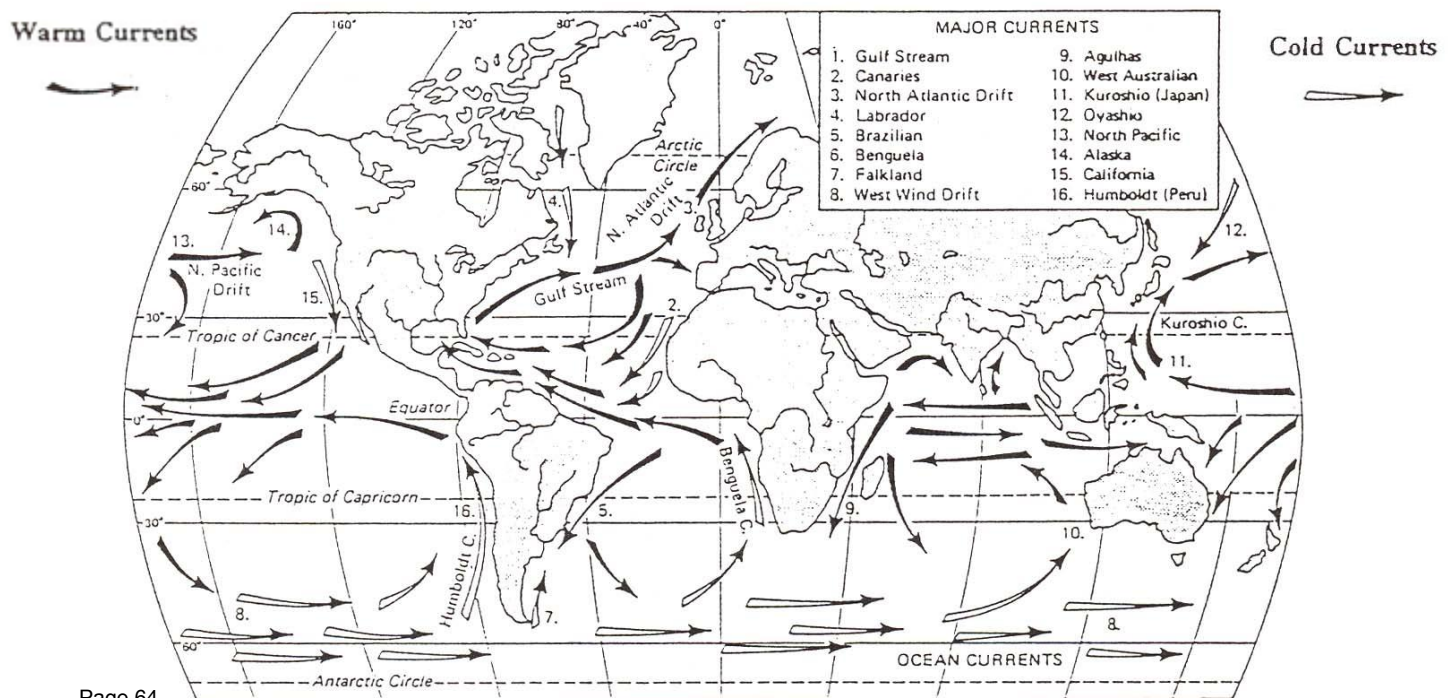 Warm Currents
Cold Currents
160°
120°
80°
40°
0°
MAJOR CURRENTS
1. Gulf Stream
2. Canaries
3. North Atlantic Drift
4. Labrador
5. Brazilian
6. Benguela
7. Falkland
8. West Wind Drift
9. Agulhas
10. West Australian
11. Kuroshio (Japan)
12. Oyashio
13. North Pacific
14. Alaska
15. California
16. Humboldt (Peru)
Arctic
Circle
60°
4.
N. Atlantic
Drift
3.
14.
13.
N. Pacific
Drift
12.
15.
Gulf Stream
2.
30°
Tropic of Cancer
Kuroshio C.
11.
Equator
0°
Benguela C.
Tropic of Capricorn
16.
5.
9.
30°
10.
Humboldt C.
8.
7.
8.
60°
OCEAN CURRENTS
Antarctic Circle
Page 64